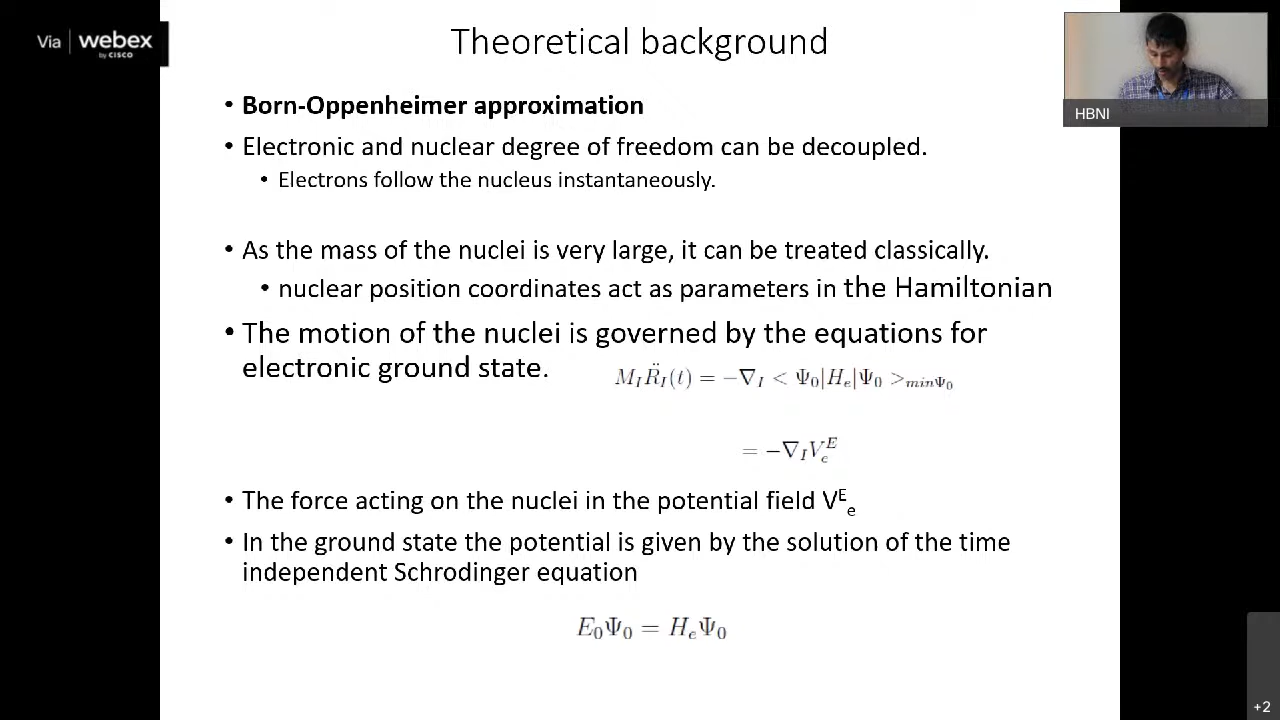 Via | webex
by CISCO
Theoretical background
HBNI
• Born-Oppenheimer approximation
• Electronic and nuclear degree of freedom can be decoupled.
• Electrons follow the nucleus instantaneously.
• As the mass of the nuclei is very large, it can be treated classically.
• nuclear position coordinates act as parameters in the Hamiltonian
• The motion of the nuclei is governed by the equations for
electronic ground state.
M_I R̈_I(t) = −∇_I < Ψ_0|H_e|Ψ_0 >_{minΨ_0}
= −∇_I V_e^E
• The force acting on the nuclei in the potential field V^E_e
• In the ground state the potential is given by the solution of the time
independent Schrodinger equation
E_0Ψ_0 = H_eΨ_0
+2